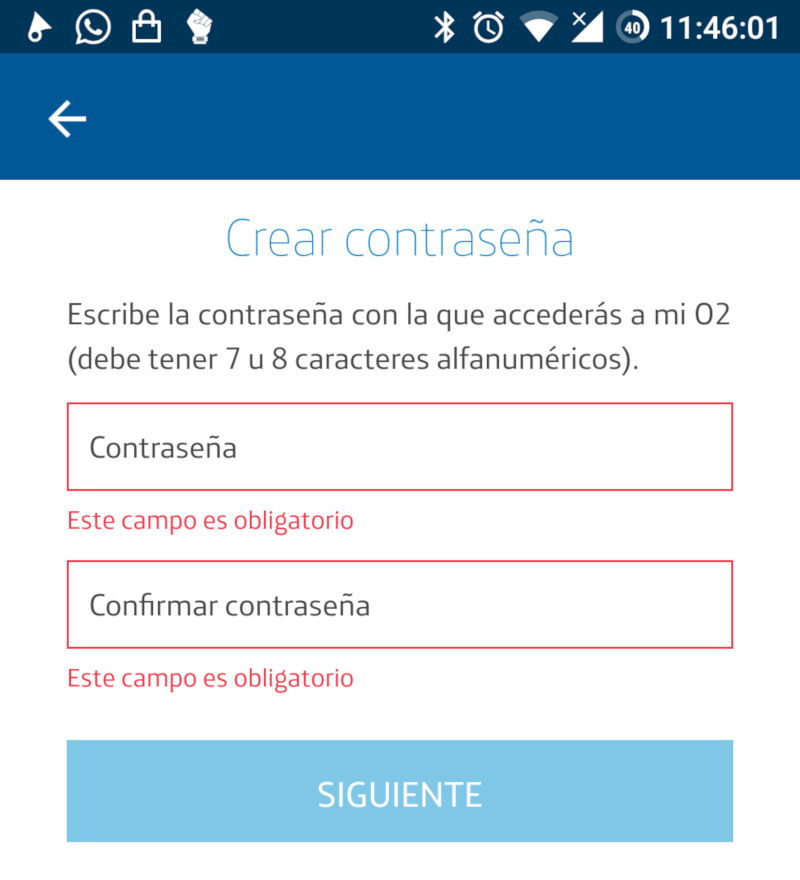 40 11:46:01
Crear contraseña
Escribe la contraseña con la que accederás a mi O2
(debe tener 7 u 8 caracteres alfanuméricos).
Contraseña
Este campo es obligatorio
Confirmar contraseña
Este campo es obligatorio
SIGUIENTE